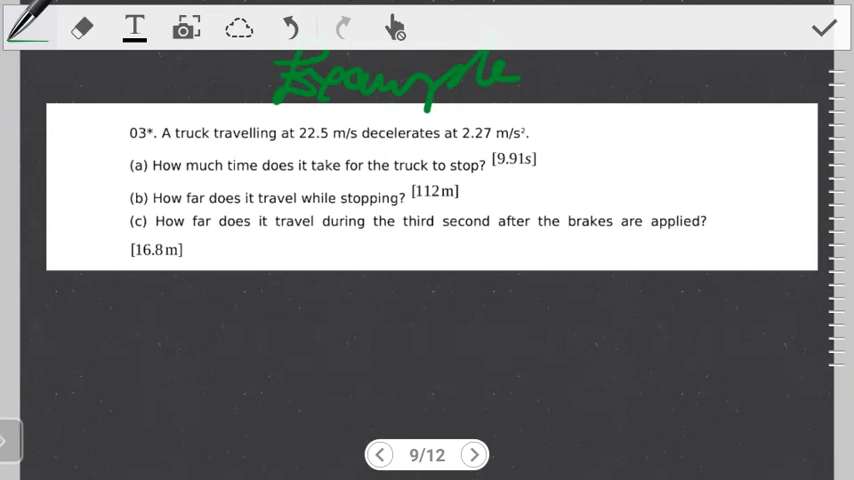 T
Example
03*. A truck travelling at 22.5 m/s decelerates at 2.27 m/s².
(a) How much time does it take for the truck to stop? [9.91s]
(b) How far does it travel while stopping? [112 m]
(c) How far does it travel during the third second after the brakes are applied?
[16.8 m]
9/12